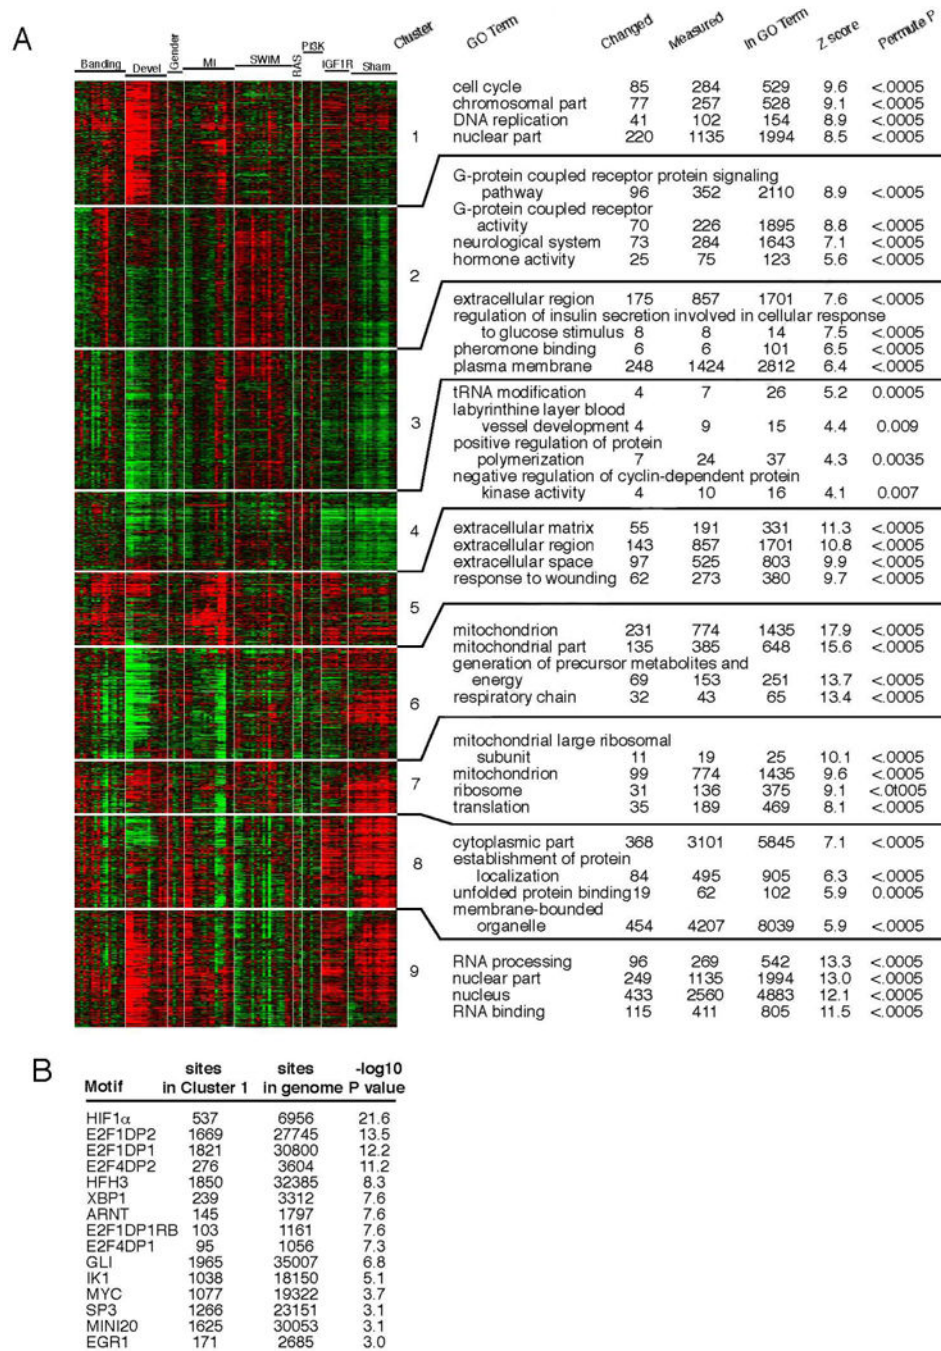 A
Banding Devel Gender MI SWIM RAS PI3K IGF1R Sham
Cluster GO Term Changed Measured In GO Term Z score Permute P
1
cell cycle 85 284 529 9.6 <.0005
chromosomal part 77 257 528 9.1 <.0005
DNA replication 41 102 154 8.9 <.0005
nuclear part 220 1135 1994 8.5 <.0005
2
G-protein coupled receptor protein signaling
pathway 96 352 2110 8.9 <.0005
G-protein coupled receptor
activity 70 226 1895 8.8 <.0005
neurological system 73 284 1643 7.1 <.0005
hormone activity 25 75 123 5.6 <.0005
3
extracellular region 175 857 1701 7.6 <.0005
regulation of insulin secretion involved in cellular response
to glucose stimulus 8 8 14 7.5 <.0005
pheromone binding 6 6 101 6.5 <.0005
plasma membrane 248 1424 2812 6.4 <.0005
4
tRNA modification 4 7 26 5.2 0.0005
labyrinthine layer blood
vessel development 4 9 15 4.4 0.009
positive regulation of protein
polymerization 7 24 37 4.3 0.0035
negative regulation of cyclin-dependent protein
kinase activity 4 10 16 4.1 0.007
5
extracellular matrix 55 191 331 11.3 <.0005
extracellular region 143 857 1701 10.8 <.0005
extracellular space 97 525 803 9.9 <.0005
response to wounding 62 273 380 9.7 <.0005
6
mitochondrion 231 774 1435 17.9 <.0005
mitochondrial part 135 385 648 15.6 <.0005
generation of precursor metabolites and
energy 69 153 251 13.7 <.0005
respiratory chain 32 43 65 13.4 <.0005
7
mitochondrial large ribosomal
subunit 11 19 25 10.1 <.0005
mitochondrion 99 774 1435 9.6 <.0005
ribosome 31 136 375 9.1 <.0t005
translation 35 189 469 8.1 <.0005
8
cytoplasmic part 368 3101 5845 7.1 <.0005
establishment of protein
localization 84 495 905 6.3 <.0005
unfolded protein binding 19 62 102 5.9 0.0005
membrane-bounded
organelle 454 4207 8039 5.9 <.0005
9
RNA processing 96 269 542 13.3 <.0005
nuclear part 249 1135 1994 13.0 <.0005
nucleus 433 2560 4883 12.1 <.0005
RNA binding 115 411 805 11.5 <.0005
B
sites sites -log10
Motif in Cluster 1 in genome P value
HIF1α 537 6956 21.6
E2F1DP2 1669 27745 13.5
E2F1DP1 1821 30800 12.2
E2F4DP2 276 3604 11.2
HFH3 1850 32385 8.3
XBP1 239 3312 7.6
ARNT 145 1797 7.6
E2F1DP1RB 103 1161 7.6
E2F4DP1 95 1056 7.3
GLI 1965 35007 6.8
IK1 1038 18150 5.1
MYC 1077 19322 3.7
SP3 1266 23151 3.1
MINI20 1625 30053 3.1
EGR1 171 2685 3.0